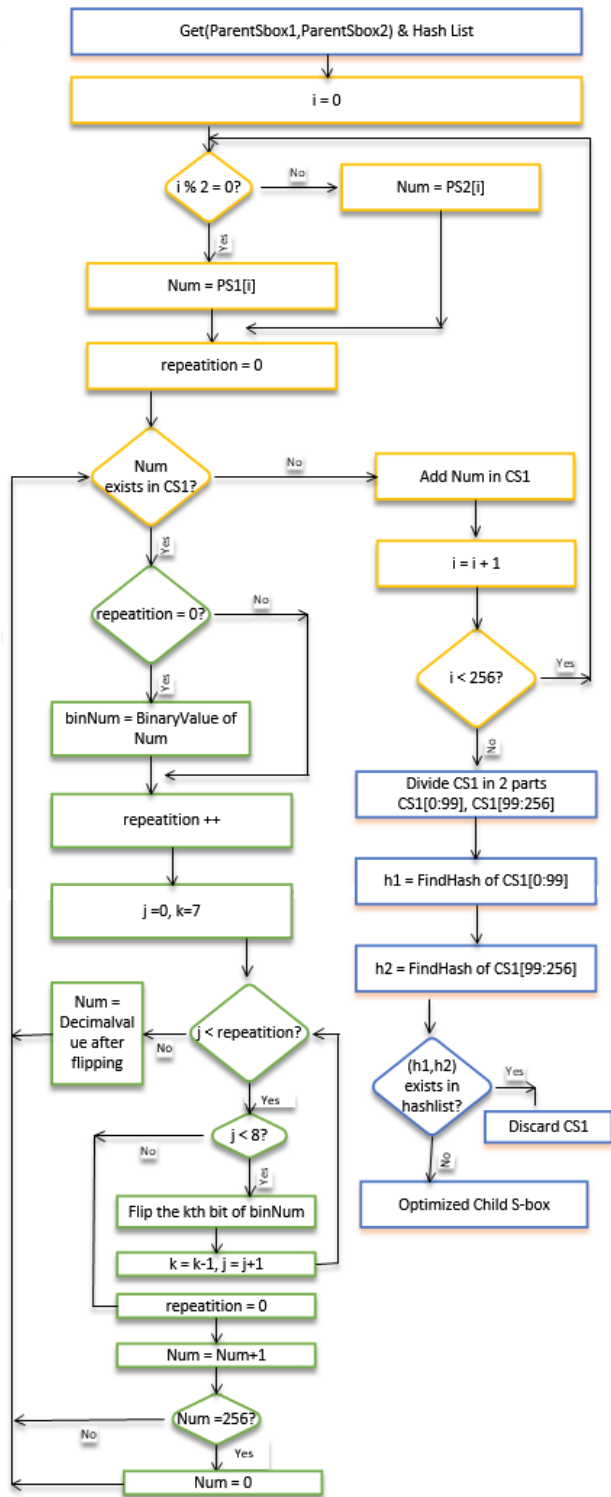 Get(ParentSbox1,ParentSbox2) & Hash List
i = 0
i % 2 = 0?
No
Num = PS2[i]
Yes
Num = PS1[i]
repeatition = 0
Num
exists in CS1?
No
Add Num in CS1
Yes
i = i + 1
repeatition = 0?
No
i < 256?
Yes
Yes
No
binNum = BinaryValue of
Num
Divide CS1 in 2 parts
CS1[0:99], CS1[99:256]
repeatition ++
h1 = FindHash of CS1[0:99]
j =0, k=7
h2 = FindHash of CS1[99:256]
Num =
Decimalval
ue after
flipping
No
j < repeatition?
Yes
(h1,h2)
exists in
hashlist?
Yes
Discard CS1
No
j < 8?
No
Yes
Optimized Child S-box
Flip the kth bit of binNum
k = k-1, j = j+1
repeatition = 0
Num = Num+1
Num =256?
No
Yes
Num = 0